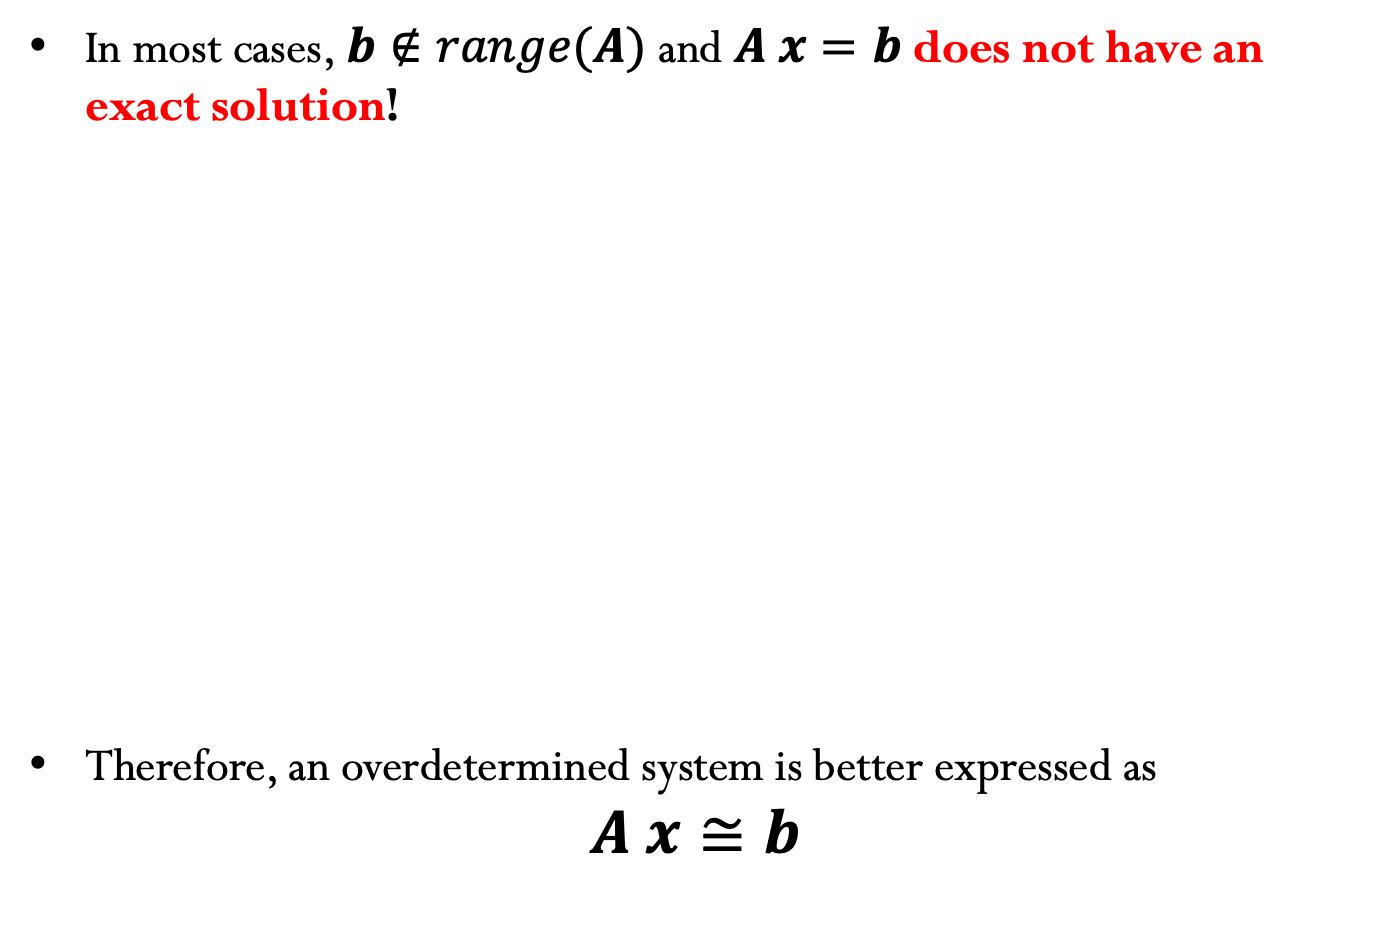 • In most cases, b ∉ range(A) and A x = b does not have an
exact solution!
• Therefore, an overdetermined system is better expressed as
A x ≅ b